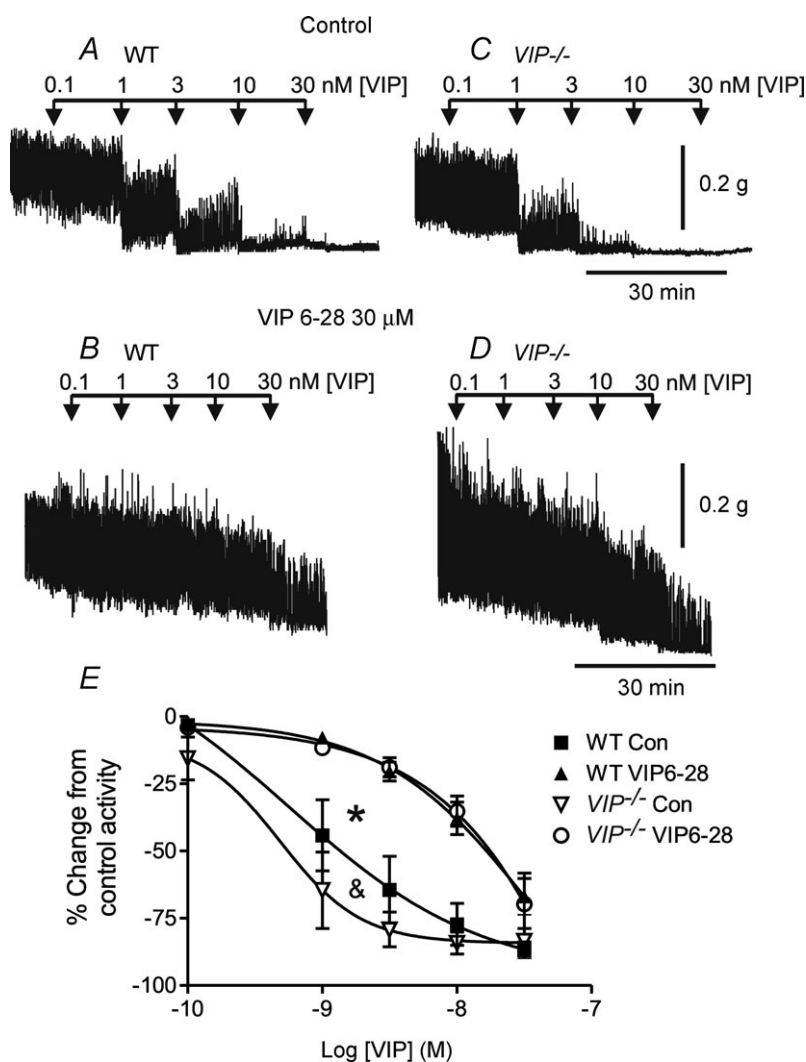 Control
A WT
C VIP-/-
0.1 1 3 10 30 nM [VIP]
0.1 1 3 10 30 nM [VIP]
0.2 g
30 min
VIP 6-28 30 μM
B WT
D VIP-/-
0.1 1 3 10 30 nM [VIP]
0.1 1 3 10 30 nM [VIP]
0.2 g
30 min
E
% Change from
control activity
0
-25
-50
-75
-100
*
&
WT Con
WT VIP6-28
VIP-/- Con
VIP-/- VIP6-28
-10 -9 -8 -7
Log [VIP] (M)